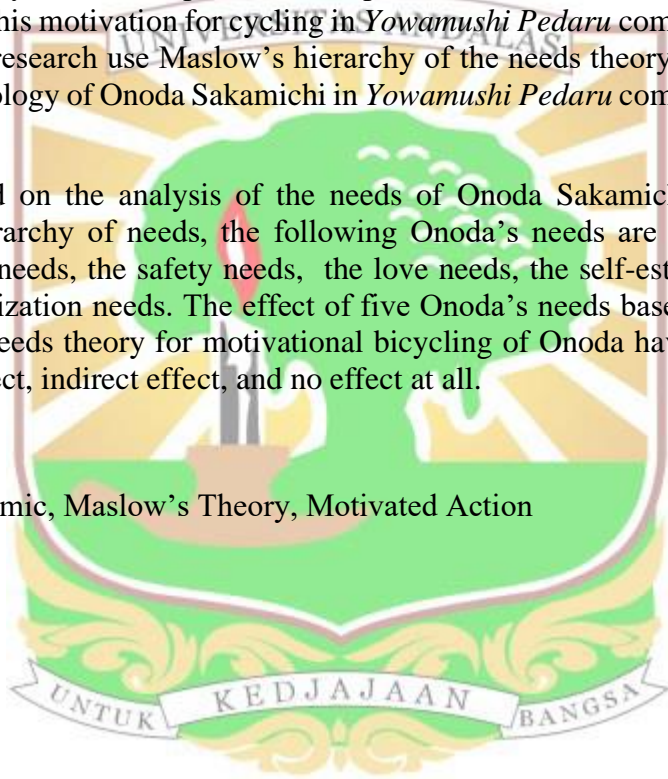 his motivation for cycling in Yowamushi Pedaru com
UNIVERSITAS ANDALAS
research use Maslow's hierarchy of the needs theory
ology of Onoda Sakamichi in Yowamushi Pedaru com
d on the analysis of the needs of Onoda Sakamich
rarchy of needs, the following Onoda's needs are
needs, the safety needs, the love needs, the self-est
ization needs. The effect of five Onoda's needs base
eeds theory for motivational bicycling of Onoda hav
ect, indirect effect, and no effect at all.
mic, Maslow's Theory, Motivated Action
UNTUK KEDJAJAAN BANGSA